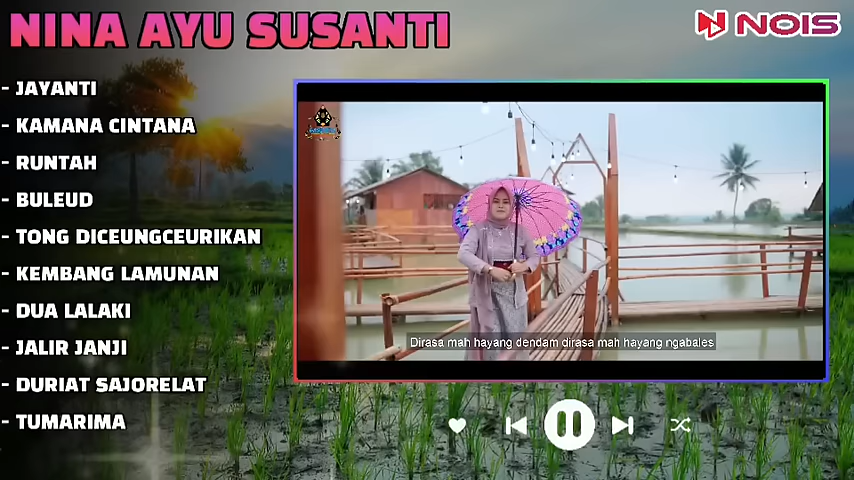 NINA AYU SUSANTI
NOIS
- JAYANTI
- KAMANA CINTANA
- RUNTAH
- BULEUD
- TONG DICEUNGCEURIKAN
- KEMBANG LAMUNAN
- DUA LALAKI
- JALIR JANJI
- DURIAT SAJORELAT
- TUMARIMA
Dirasa mah hayang dendam dirasa mah hayang ngabales